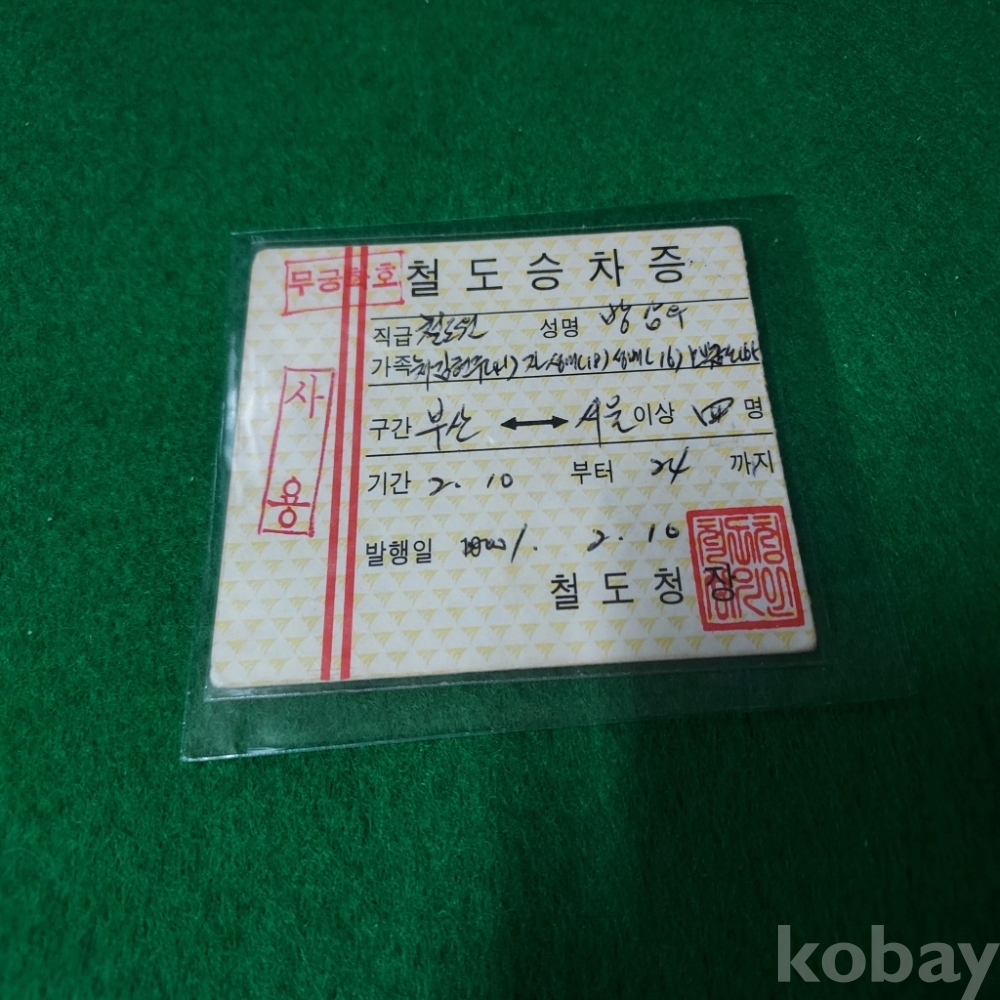 무궁화호 철도승차증
직급 철도원 성명
가족
사용
구간 부산 ↔ 서울 이상 四 명
기간 2. 10 부터 24 까지
발행일 2. 10
철도청장
kobay